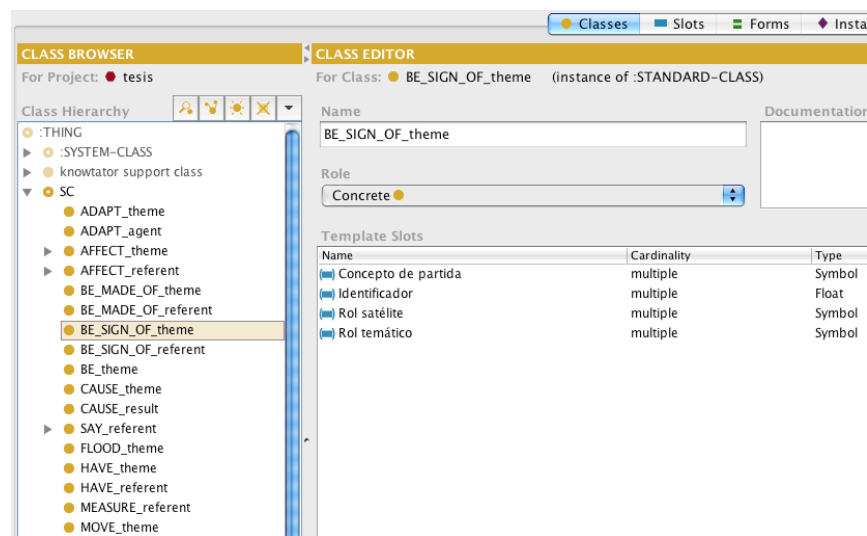 Classes Slots Forms Insta
CLASS BROWSER
For Project: tesis
Class Hierarchy
:THING
:SYSTEM-CLASS
knowtator support class
SC
ADAPT_theme
ADAPT_agent
AFFECT_theme
AFFECT_referent
BE_MADE_OF_theme
BE_MADE_OF_referent
BE_SIGN_OF_theme
BE_SIGN_OF_referent
BE_theme
CAUSE_theme
CAUSE_result
SAY_referent
FLOOD_theme
HAVE_theme
HAVE_referent
MEASURE_referent
MOVE_theme
CLASS EDITOR
For Class: BE_SIGN_OF_theme (instance of :STANDARD-CLASS)
Name Documentation
BE_SIGN_OF_theme
Role
Concrete
Template Slots
Name Cardinality Type
Concepto de partida multiple Symbol
Identificador multiple Float
Rol satélite multiple Symbol
Rol temático multiple Symbol